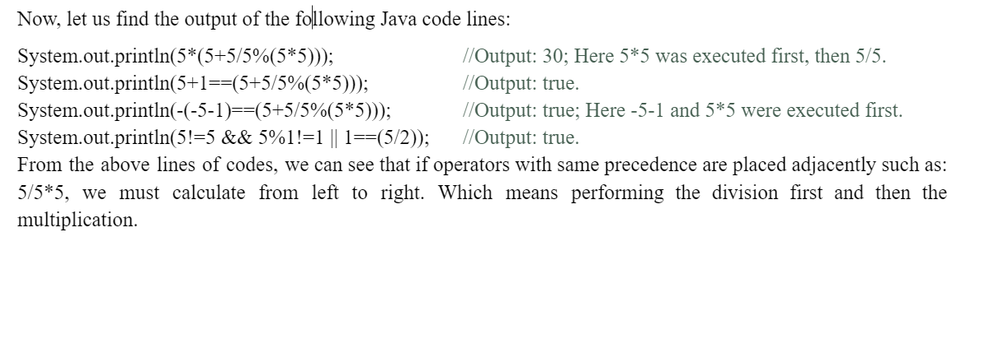 Now, let us find the output of the following Java code lines:
System.out.println(5*(5+5/5%(5*5))); //Output: 30; Here 5*5 was executed first, then 5/5.
System.out.println(5+1==(5+5/5%(5*5))); //Output: true.
System.out.println(-(-5-1)==(5+5/5%(5*5))); //Output: true; Here -5-1 and 5*5 were executed first.
System.out.println(5!=5 && 5%1!=1 || 1==(5/2)); //Output: true.
From the above lines of codes, we can see that if operators with same precedence are placed adjacently such as:
5/5*5, we must calculate from left to right. Which means performing the division first and then the
multiplication.